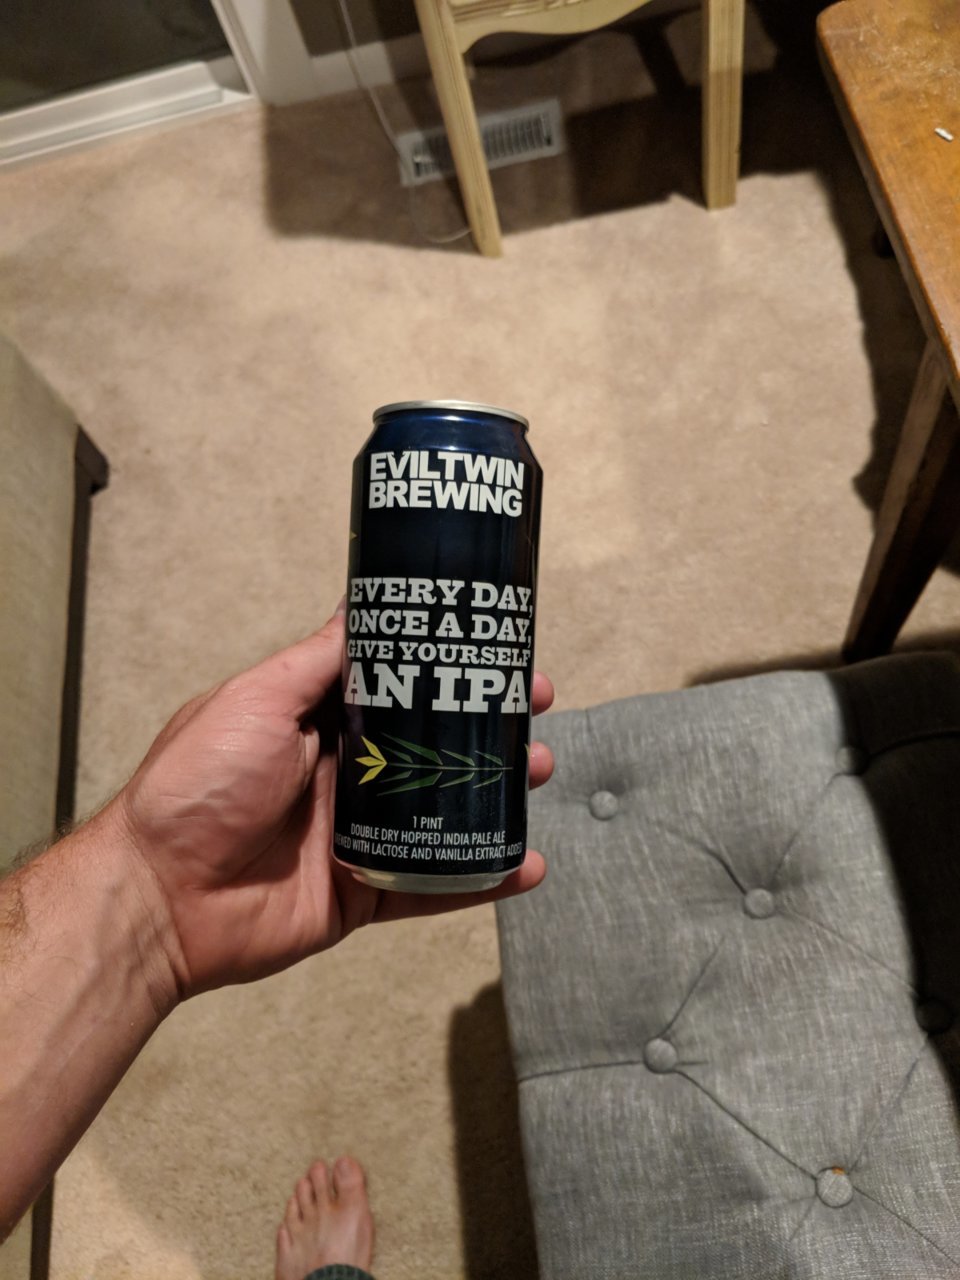 EVILTWIN
BREWING
EVERY DAY,
ONCE A DAY,
GIVE YOURSELF
AN IPA
1 PINT
DOUBLE DRY HOPPED INDIA PALE ALE
WITH LACTOSE AND VANILLA EXTRACT ADDED